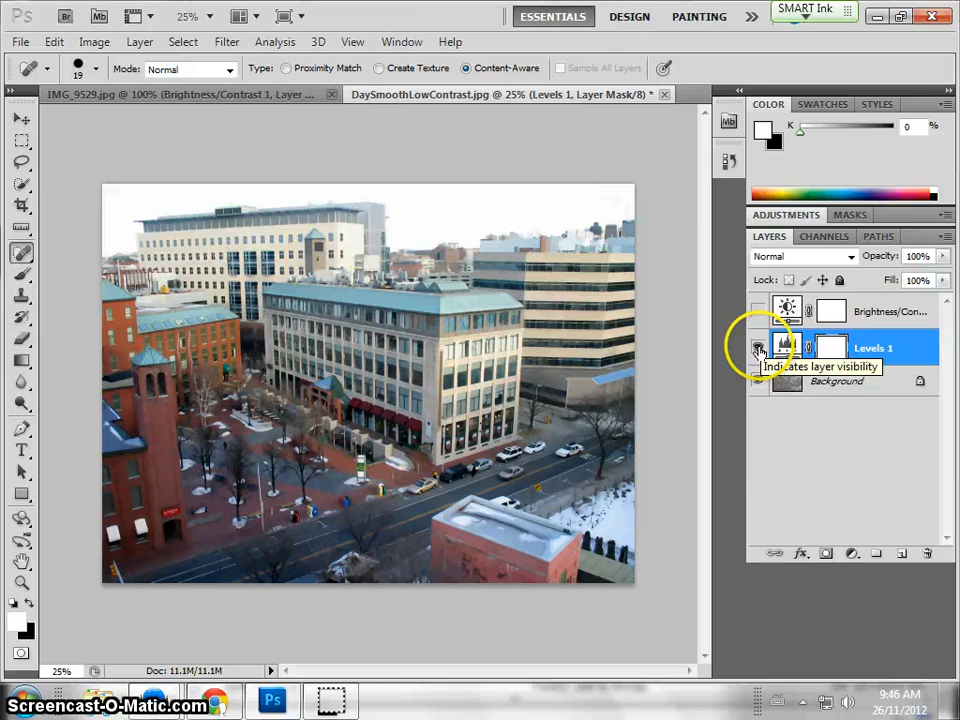 Ps Br Mb 25% ESSENTIALS DESIGN PAINTING SMART Ink
File Edit Image Layer Select Filter Analysis 3D View Window Help
19 Mode: Normal Type: Proximity Match Create Texture Content-Aware Sample All Layers
IMG_9529.jpg @ 100% (Brightness/Contrast 1, Layer ... DaySmoothLowContrast.jpg @ 25% (Levels 1, Layer Mask/8) *
COLOR SWATCHES STYLES
Mb K 0 %
ADJUSTMENTS MASKS
LAYERS CHANNELS PATHS
Normal Opacity: 100%
Lock: Fill: 100%
Brightness/Con...
Levels 1
Indicates layer visibility
Background
T
fx
25% Doc: 11.1M/11.1M
Ps
9:46 AM
26/11/2012
Screencast-O-Matic.com